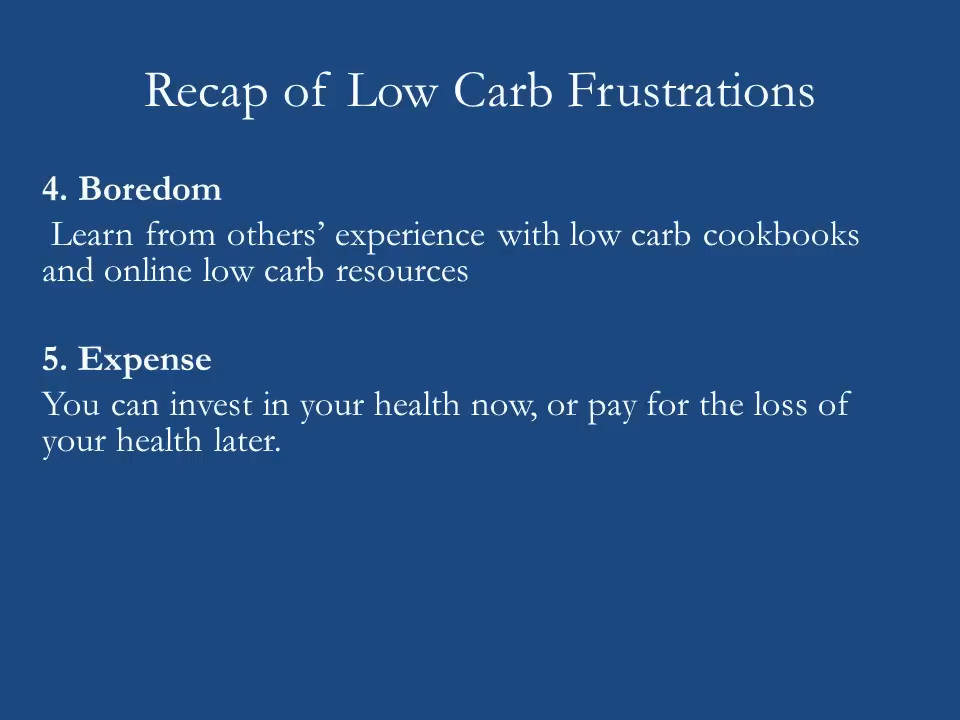 Recap of Low Carb Frustrations
4. Boredom
Learn from others’ experience with low carb cookbooks
and online low carb resources
5. Expense
You can invest in your health now, or pay for the loss of
your health later.